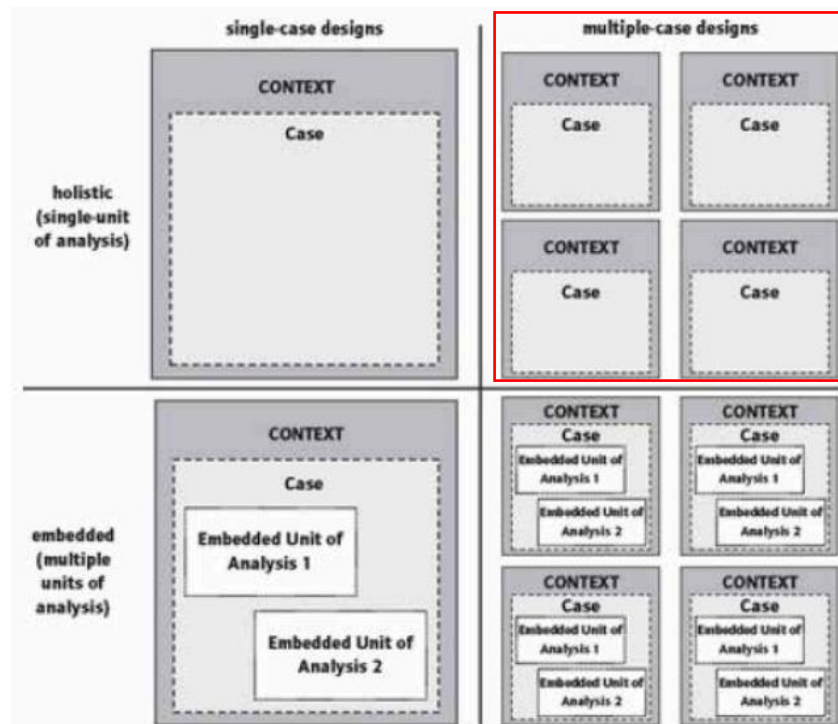 single-case designs
multiple-case designs
CONTEXT
Case
holistic
(single-unit
of analysis)
CONTEXT
Case
CONTEXT
Case
CONTEXT
Case
CONTEXT
Case
embedded
(multiple
units of
analysis)
CONTEXT
Case
Embedded Unit of
Analysis 1
Embedded Unit of
Analysis 2
CONTEXT
Case
Embedded Unit of
Analysis 1
Embedded Unit of
Analysis 2
CONTEXT
Case
Embedded Unit of
Analysis 1
Embedded Unit of
Analysis 2
CONTEXT
Case
Embedded Unit of
Analysis 1
Embedded Unit of
Analysis 2
CONTEXT
Case
Embedded Unit of
Analysis 1
Embedded Unit of
Analysis 2